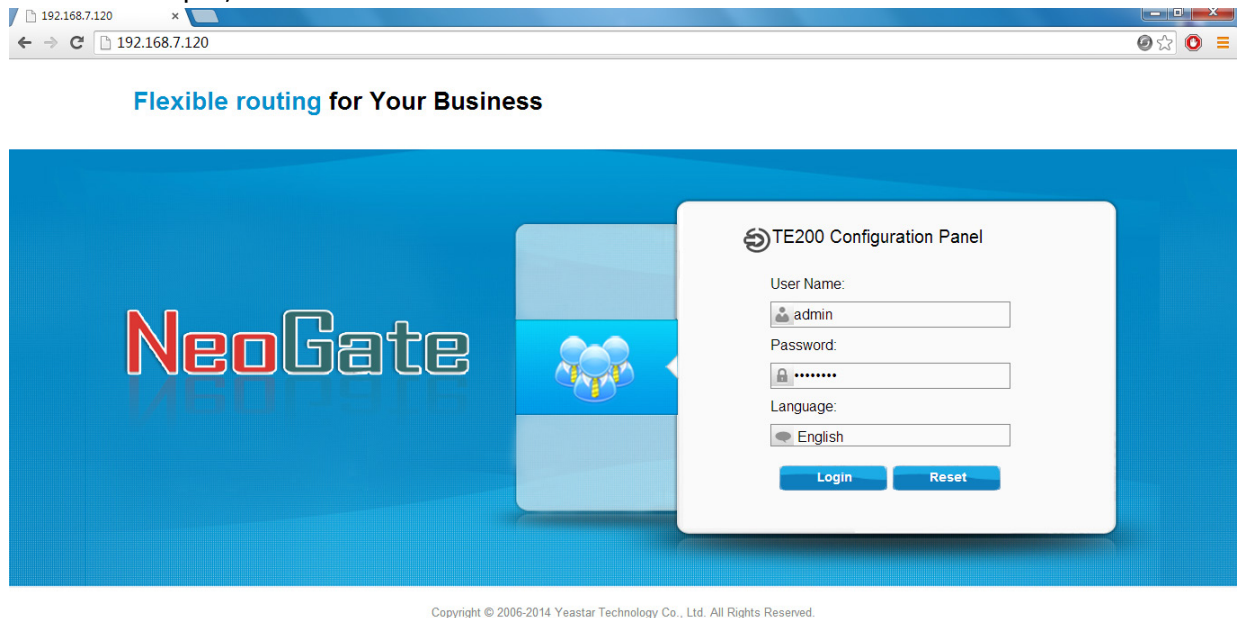 192.168.7.120
192.168.7.120
Flexible routing for Your Business
NeoGate
TE200 Configuration Panel
User Name:
admin
Password:
••••••••
Language:
English
Login Reset
Copyright © 2006-2014 Yeastar Technology Co., Ltd. All Rights Reserved.